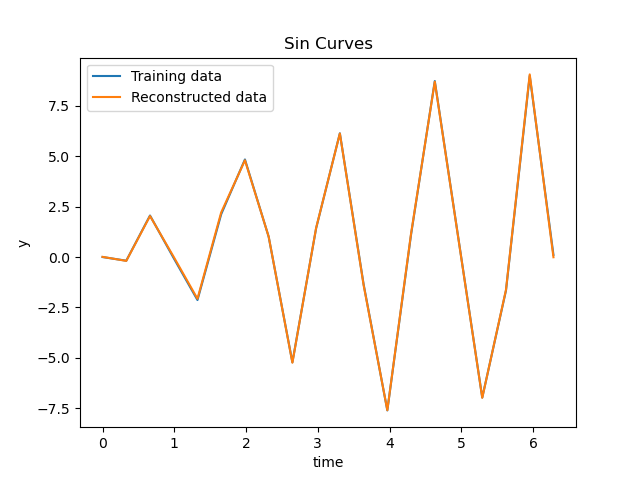 Sin Curves
Training data
Reconstructed data
7.5
5.0
2.5
0.0
−2.5
−5.0
−7.5
y
0 1 2 3 4 5 6
time